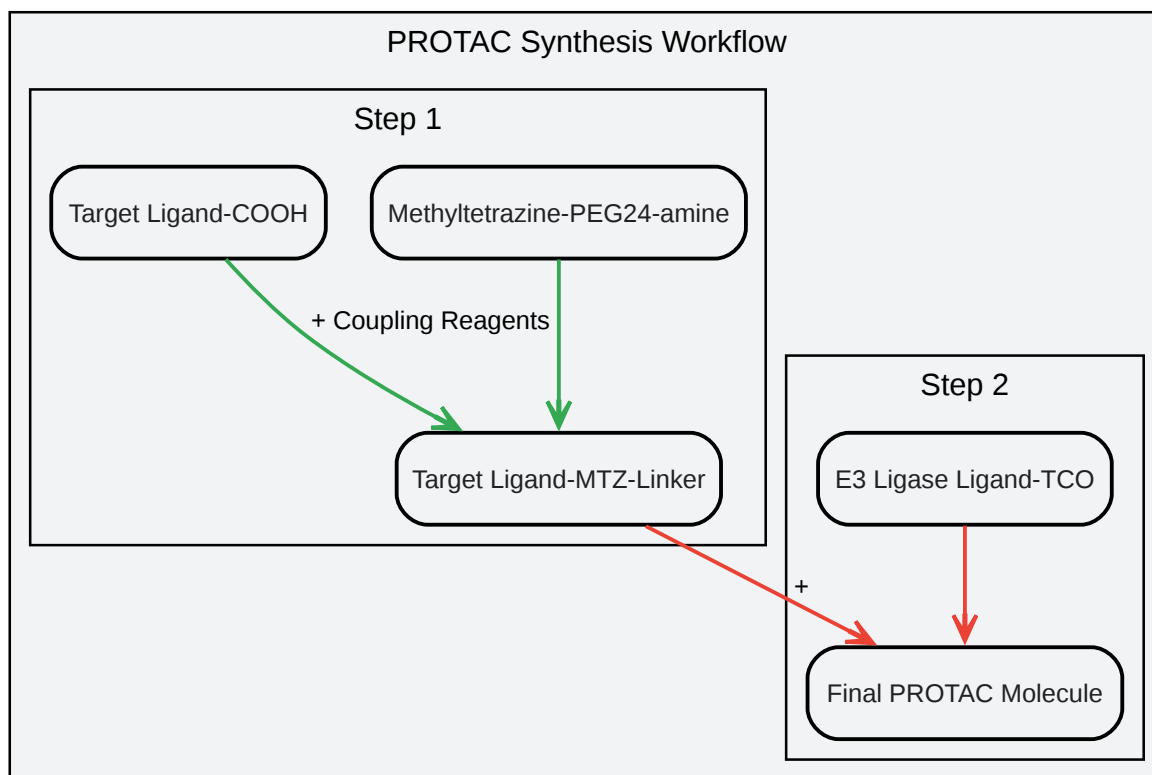 PROTAC Synthesis Workflow
Step 1
Target Ligand-COOH
Methyltetrazine-PEG24-amine
+ Coupling Reagents
Target Ligand-MTZ-Linker
Step 2
E3 Ligase Ligand-TCO
+
Final PROTAC Molecule